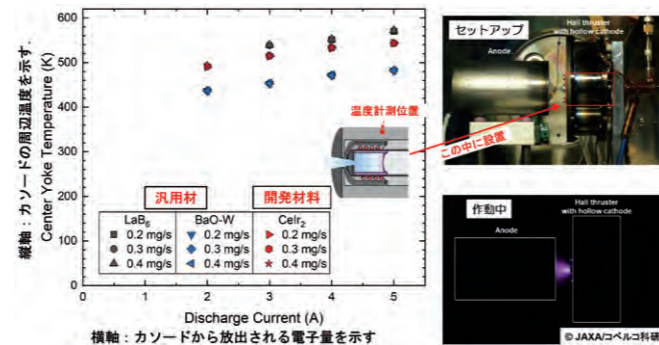 縦軸：カソードの周辺温度を示す。
Center Yoke Temperature (K)
600
500
400
300
200
100
0
温度計測位置
汎用材
開発材料
LaB₆
BaO-W
CeIr₂
0.2 mg/s
0.2 mg/s
0.2 mg/s
0.3 mg/s
0.3 mg/s
0.3 mg/s
0.4 mg/s
0.4 mg/s
0.4 mg/s
0
1
2
3
4
5
Discharge Current (A)
横軸：カソードから放出される電子量を示す
セットアップ
Hall thruster
with hollow cathode
Anode
この中に設置
作動中
Hall thruster
with hollow cathode
Anode
© JAXA/コベルコ科研